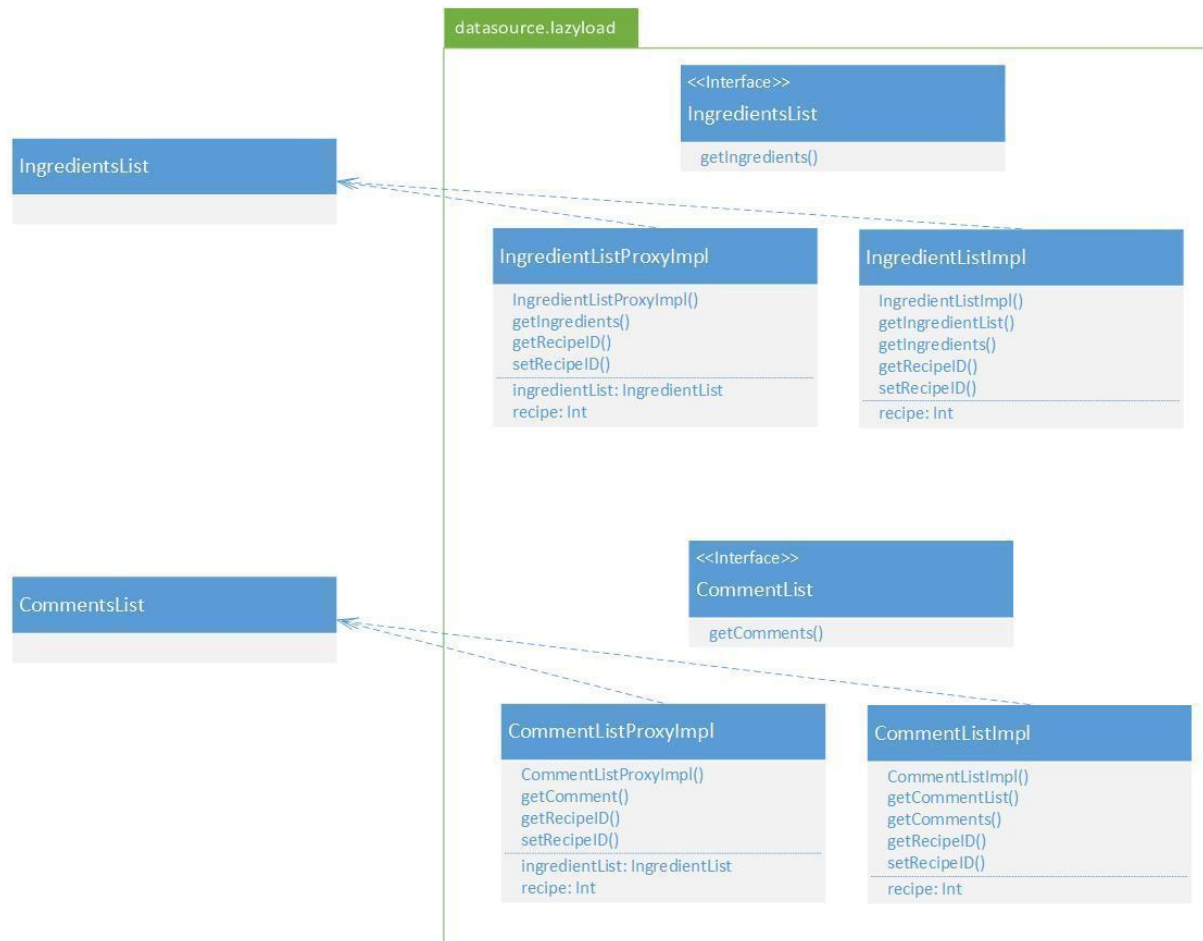 datasource.lazyload
<<Interface>>
IngredientsList
getIngredients()
IngredientsList
IngredientListProxyImpl
IngredientListProxyImpl()
getIngredients()
getRecipeID()
setRecipeID()
ingredientList: IngredientList
recipe: Int
IngredientListImpl
IngredientListImpl()
getIngredientList()
getIngredients()
getRecipeID()
setRecipeID()
recipe: Int
<<Interface>>
CommentList
getComments()
CommentsList
CommentListProxyImpl
CommentListProxyImpl()
getComment()
getRecipeID()
setRecipeID()
ingredientList: IngredientList
recipe: Int
CommentListImpl
CommentListImpl()
getCommentList()
getComments()
getRecipeID()
setRecipeID()
recipe: Int